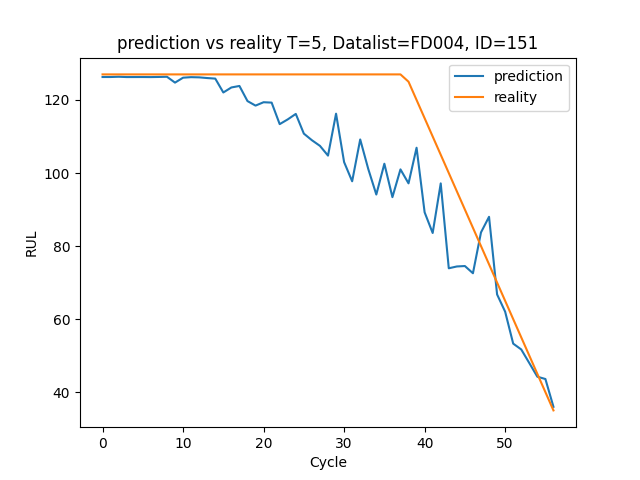 prediction vs reality T=5, Datalist=FD004, ID=151
prediction
reality
RUL
120
100
80
60
40
0 10 20 30 40 50
Cycle